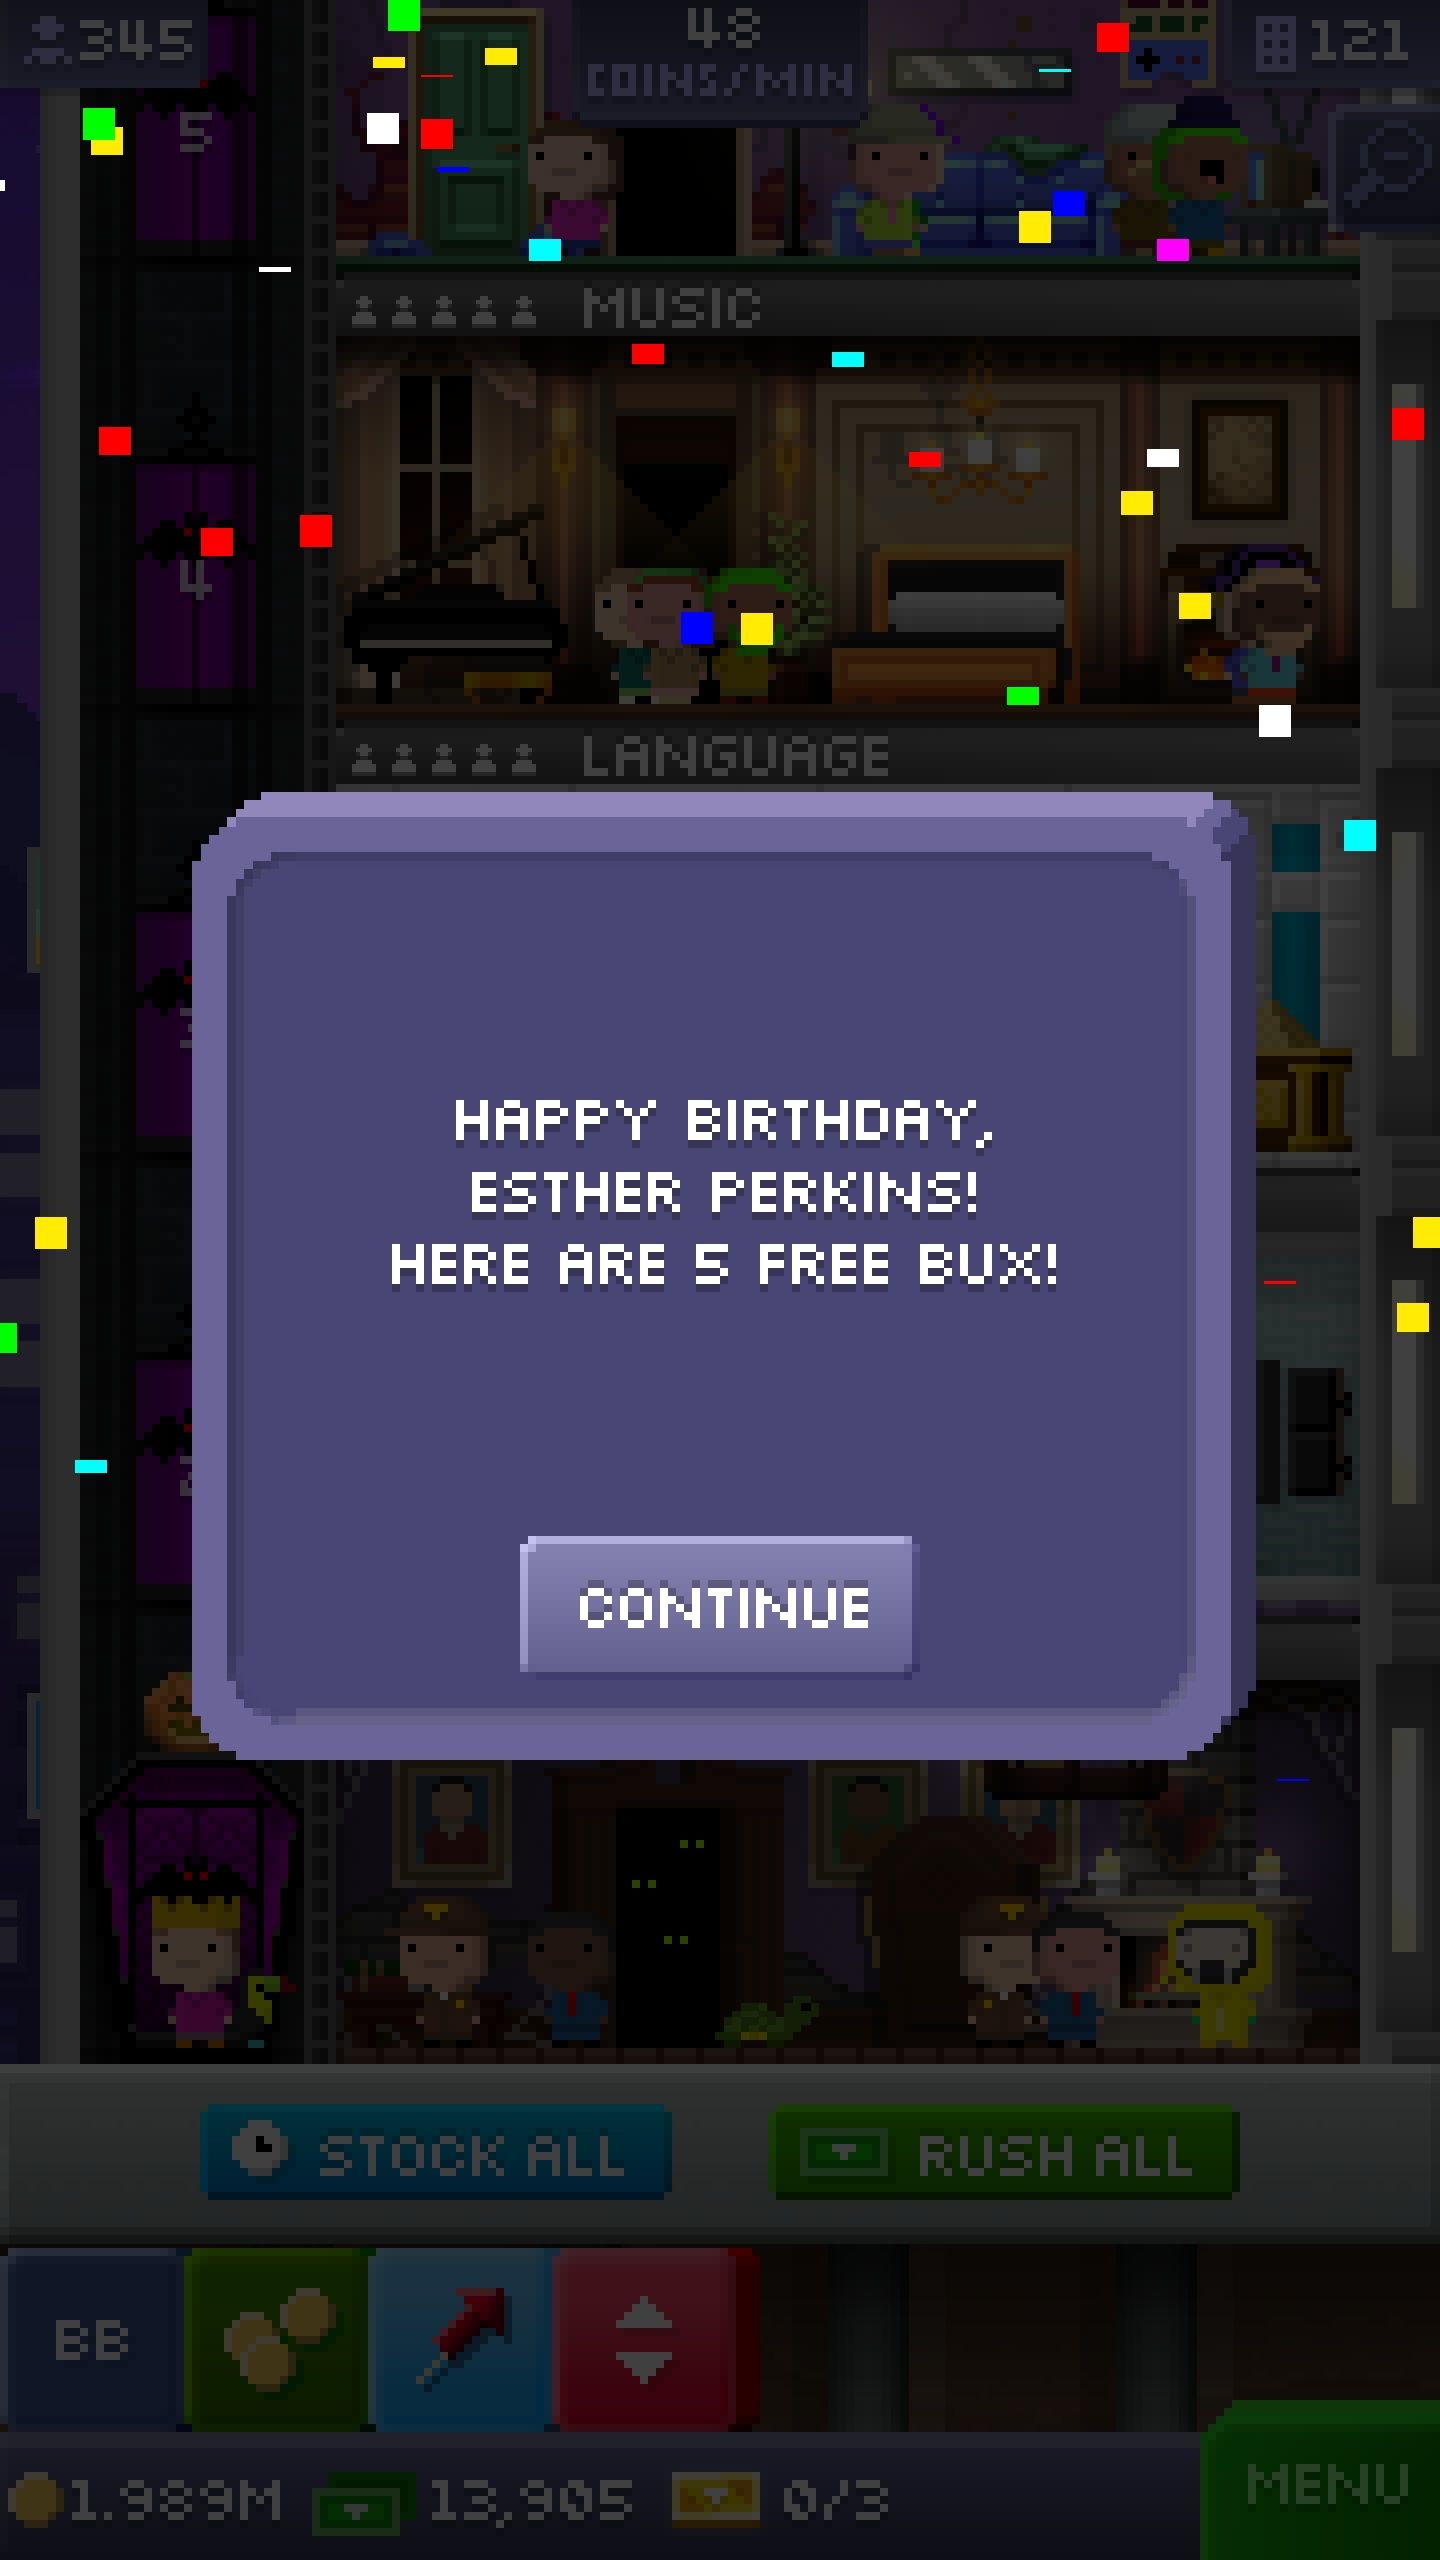 345
48
COINS/MIN
121
5
MUSIC
4
LANGUAGE
HAPPY BIRTHDAY,
ESTHER PERKINS!
HERE ARE 5 FREE BUX!
CONTINUE
STOCK ALL
RUSH ALL
BB
1.989M
13,905
0/3
MENU